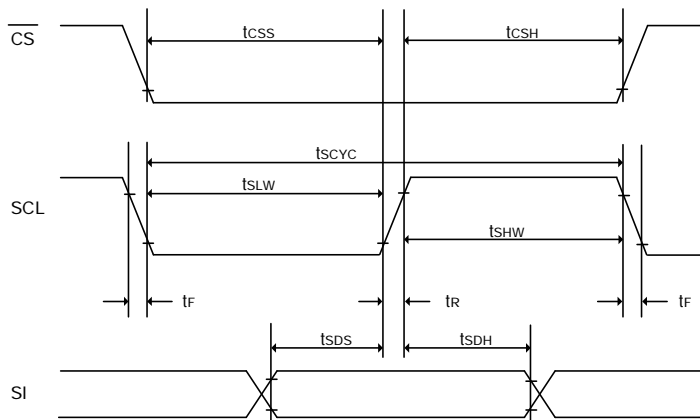 CS
tCSS
tCSH
tSCYC
SCL
tSLW
tSHW
tF
tR
tF
tSDS
tSDH
SI